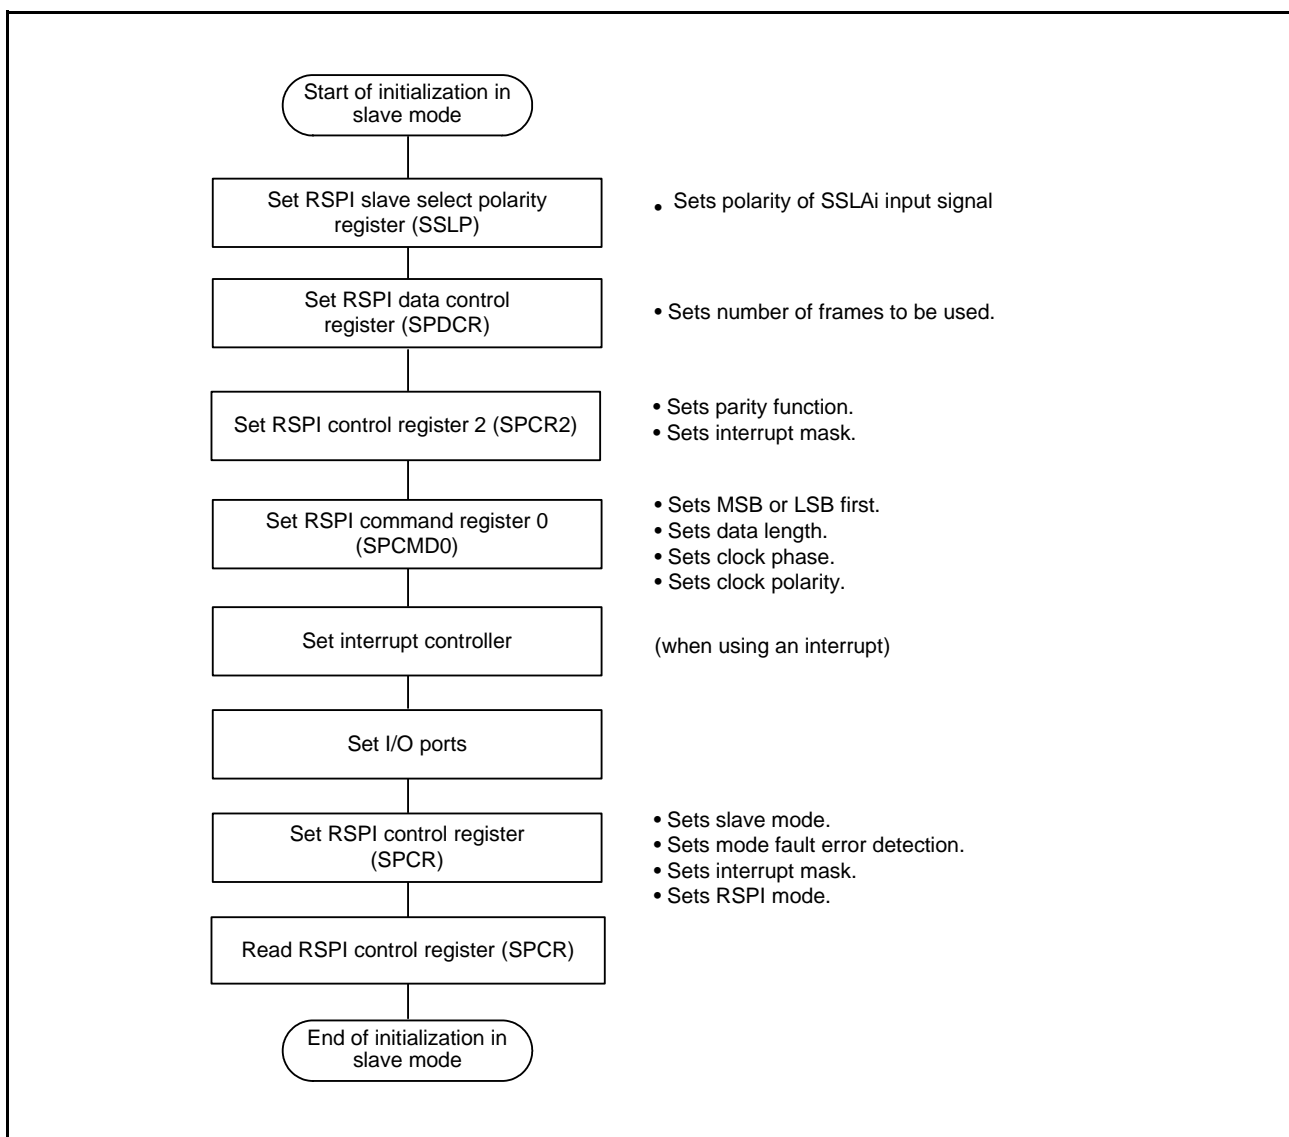 Start of initialization in
slave mode
Set RSPI slave select polarity
register (SSLP)
• Sets polarity of SSLAi input signal
Set RSPI data control
register (SPDCR)
• Sets number of frames to be used.
Set RSPI control register 2 (SPCR2)
• Sets parity function.
• Sets interrupt mask.
Set RSPI command register 0
(SPCMD0)
• Sets MSB or LSB first.
• Sets data length.
• Sets clock phase.
• Sets clock polarity.
Set interrupt controller
(when using an interrupt)
Set I/O ports
Set RSPI control register
(SPCR)
• Sets slave mode.
• Sets mode fault error detection.
• Sets interrupt mask.
• Sets RSPI mode.
Read RSPI control register (SPCR)
End of initialization in
slave mode